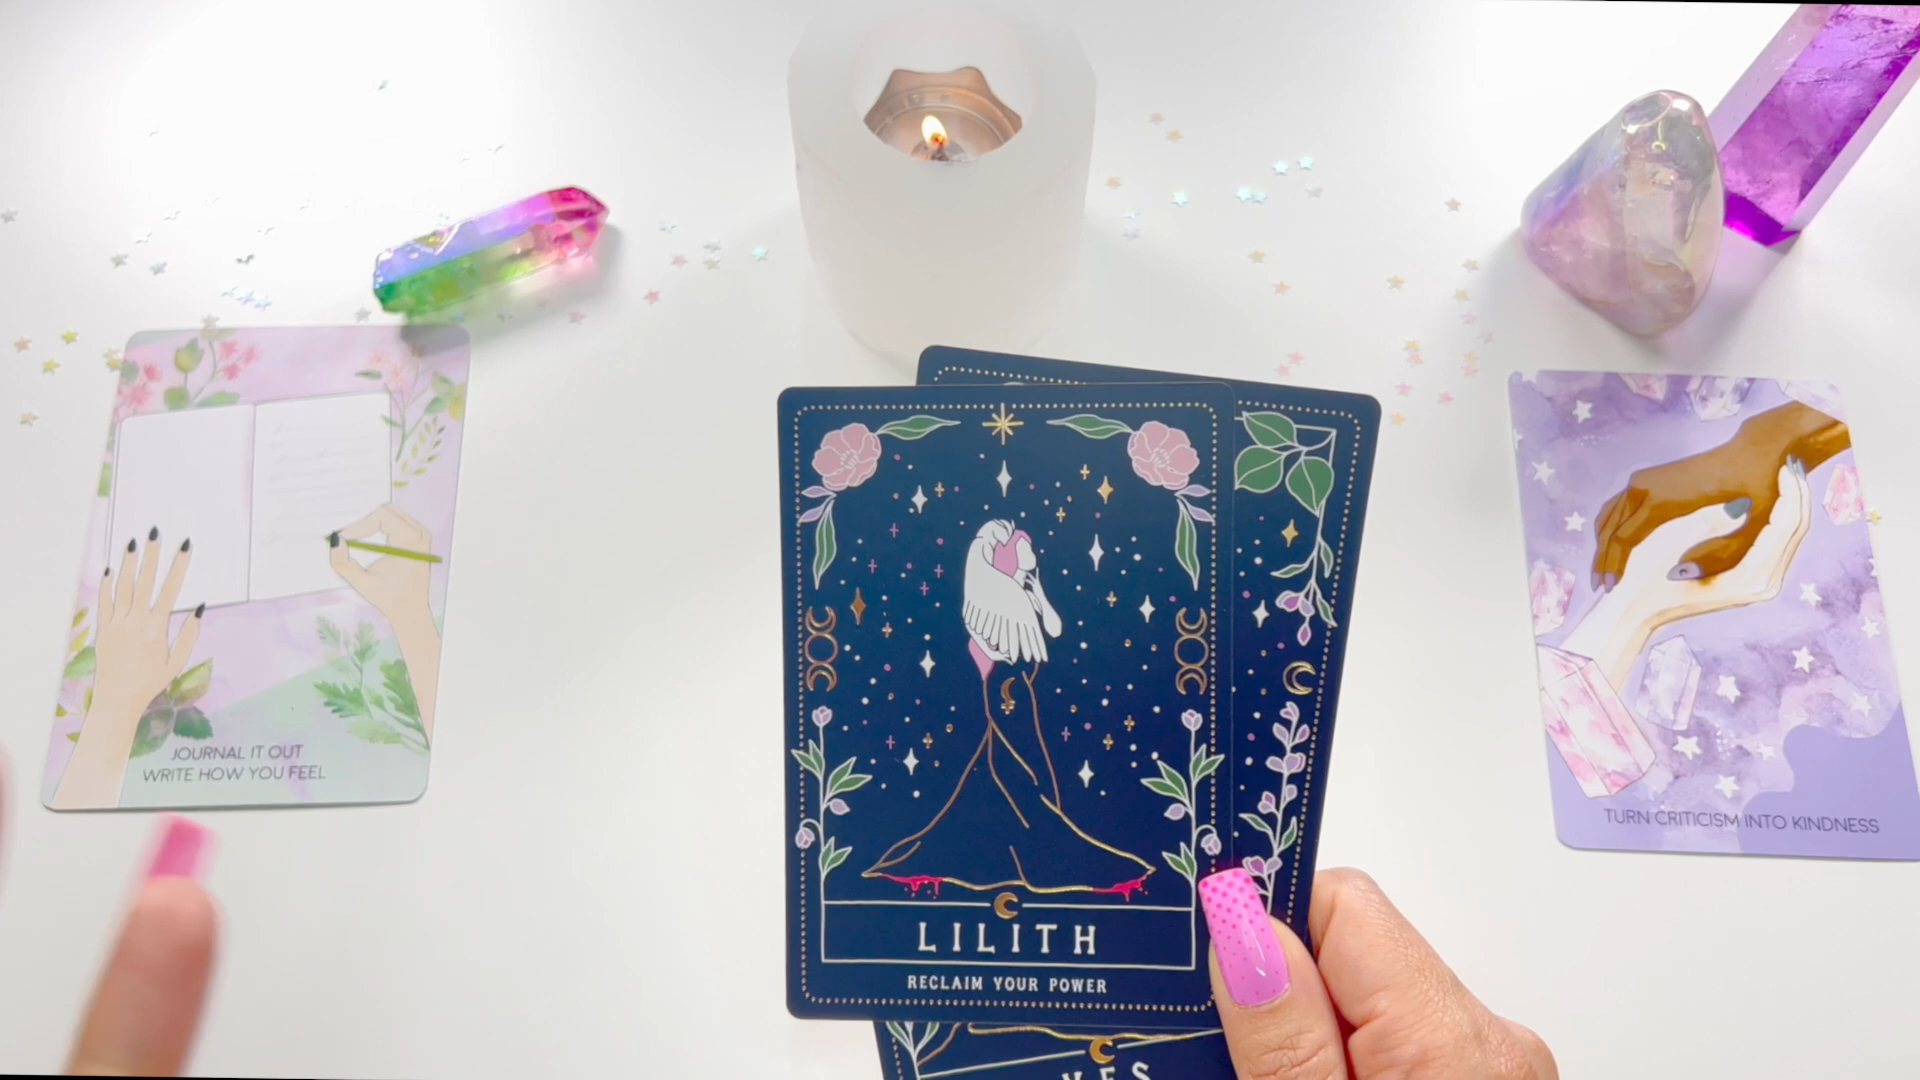 JOURNAL IT OUT
WRITE HOW YOU FEEL
LILITH
RECLAIM YOUR POWER
TURN CRITICISM INTO KINDNESS